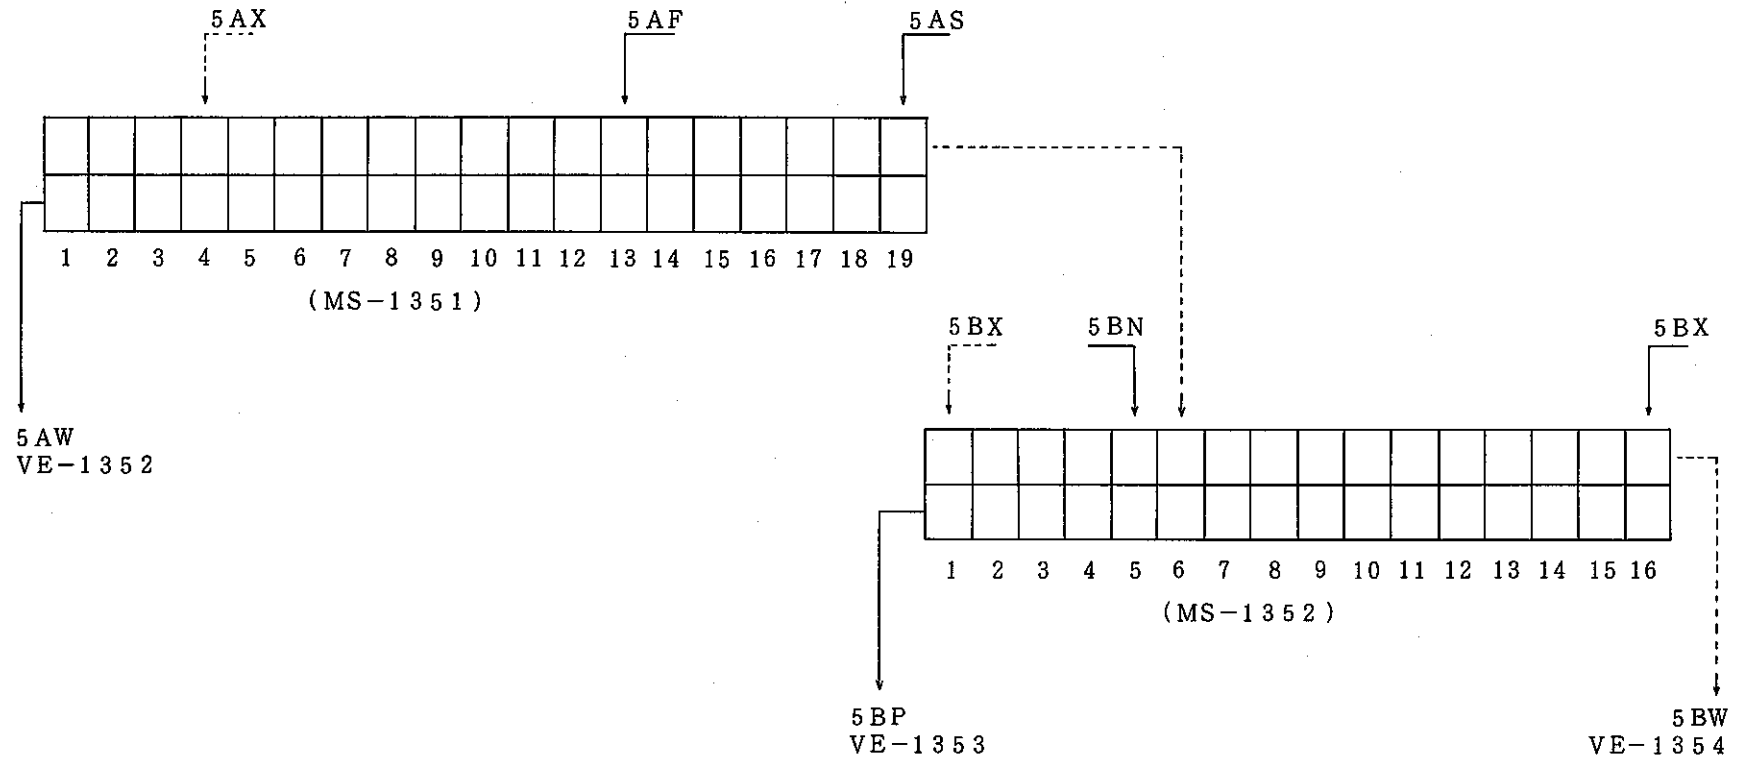 5AX
5AF
5AS
1 2 3 4 5 6 7 8 9 10 11 12 13 14 15 16 17 18 19
(MS-1351)
5BX
5BN
5BX
5AW
VE-1352
1 2 3 4 5 6 7 8 9 10 11 12 13 14 15 16
(MS-1352)
5BP
VE-1353
5BW
VE-1354